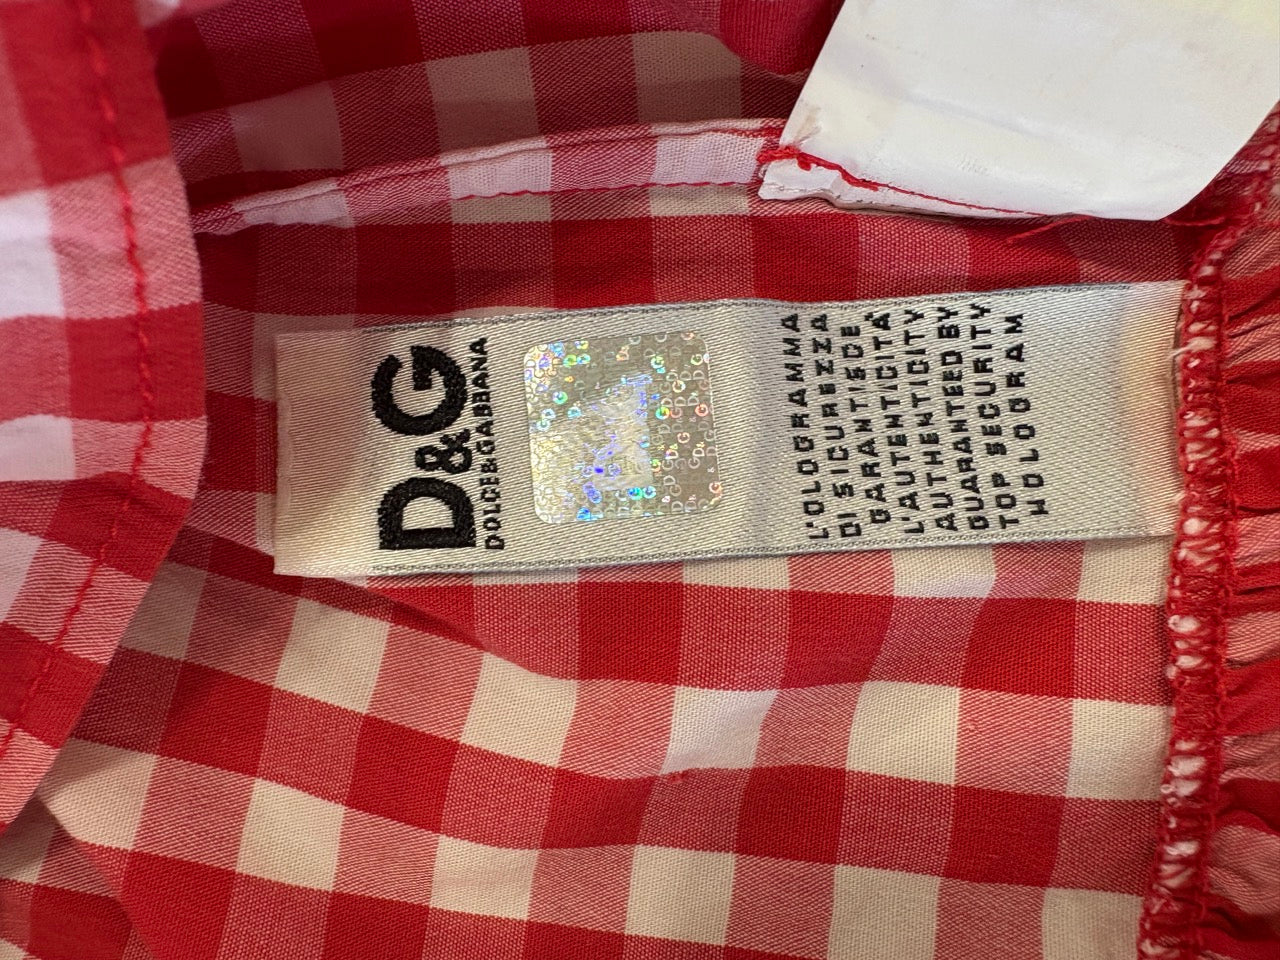 D&G
DOLCE&GABBANA
L'OLOGRAMMA
DI SICUREZZA
GARANTISCE
L'AUTENTICITÀ
AUTHENTICITY
GUARANTEED BY
TOP SECURITY
HOLOGRAM